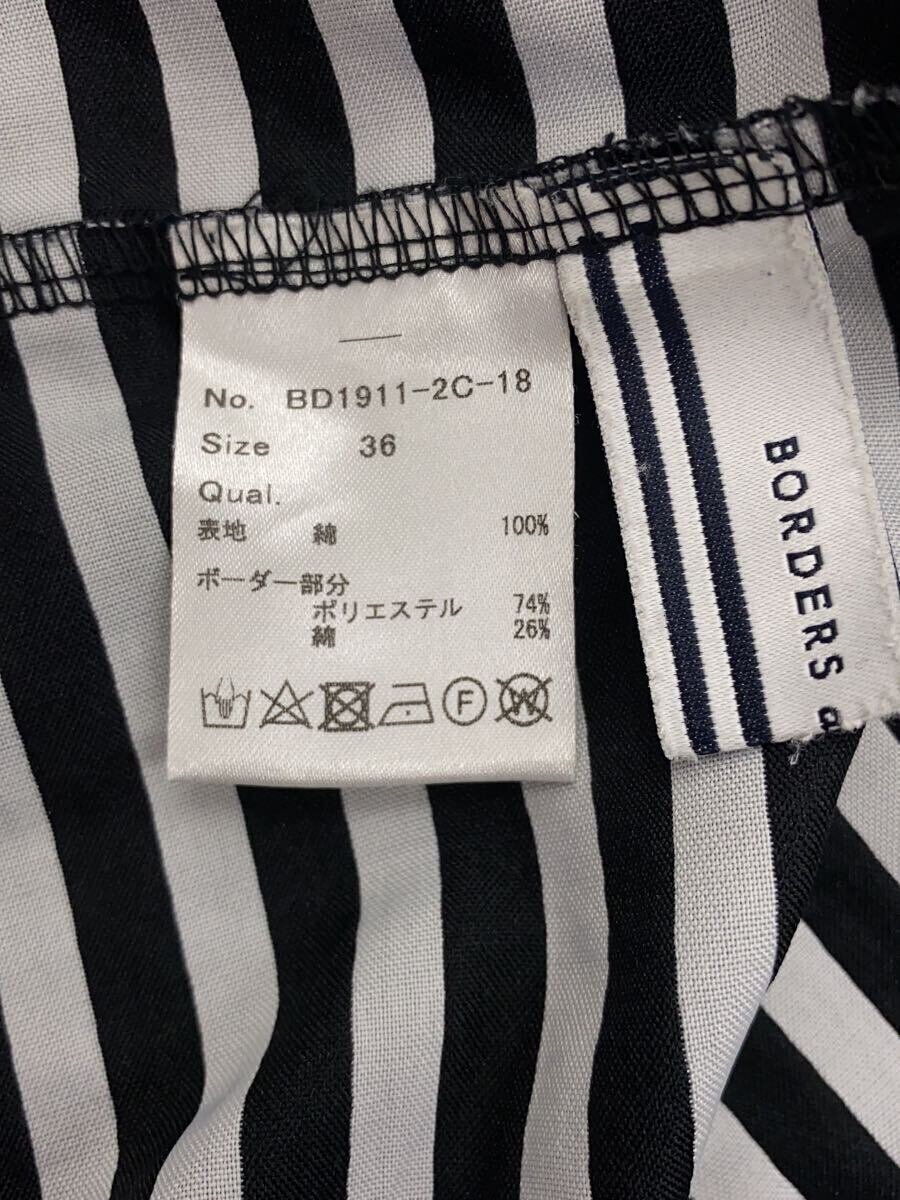 No. BD1911-2C-18
Size 36
Qual.
表地 綿 100%
ボーダー部分
ポリエステル 74%
綿 26%
F W
BORDERS a